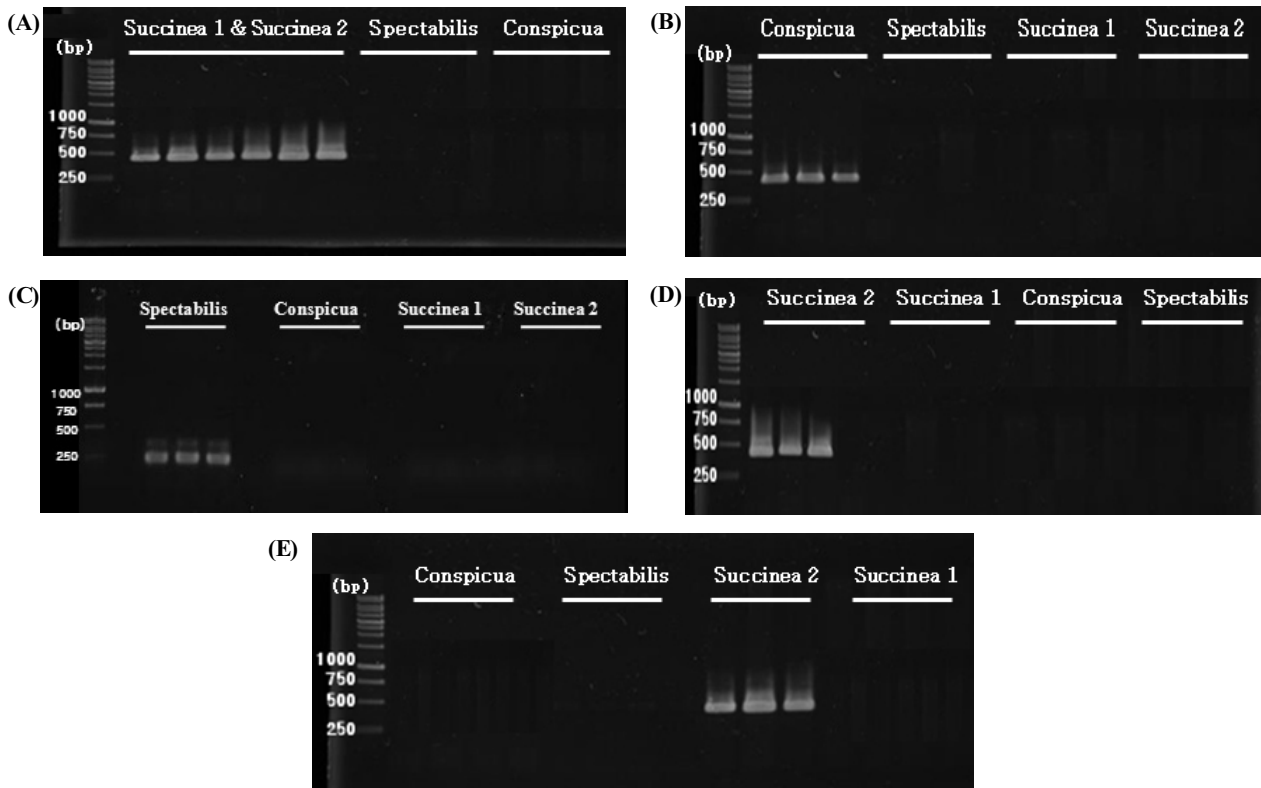 (A)
Succinea 1 & Succinea 2 Spectabilis Conspicua
(bp)
1000
750
500
250
(B)
Conspicua Spectabilis Succinea 1 Succinea 2
(bp)
1000
750
500
250
(C)
Spectabilis Conspicua Succinea 1 Succinea 2
(bp)
1000
750
500
250
(D)
Succinea 2 Succinea 1 Conspicua Spectabilis
(bp)
1000
750
500
250
(E)
Conspicua Spectabilis Succinea 2 Succinea 1
(bp)
1000
750
500
250